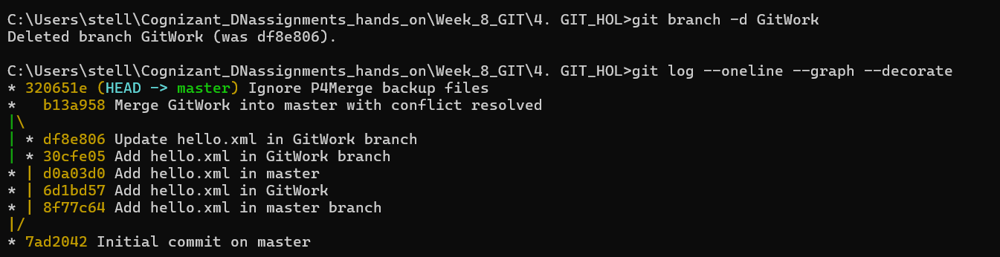 C:\Users\stell\Cognizant_DNassignments_hands_on\Week_8_GIT\4. GIT_HOL>git branch -d GitWork
Deleted branch GitWork (was df8e806).
C:\Users\stell\Cognizant_DNassignments_hands_on\Week_8_GIT\4. GIT_HOL>git log --oneline --graph --decorate
* 320651e (HEAD -> master) Ignore P4Merge backup files
*   b13a958 Merge GitWork into master with conflict resolved
|\
| * df8e806 Update hello.xml in GitWork branch
| * 30cfe05 Add hello.xml in GitWork branch
* | d0a03d0 Add hello.xml in master
* | 6d1bd57 Add hello.xml in GitWork
* | 8f77c64 Add hello.xml in master branch
|/
* 7ad2042 Initial commit on master